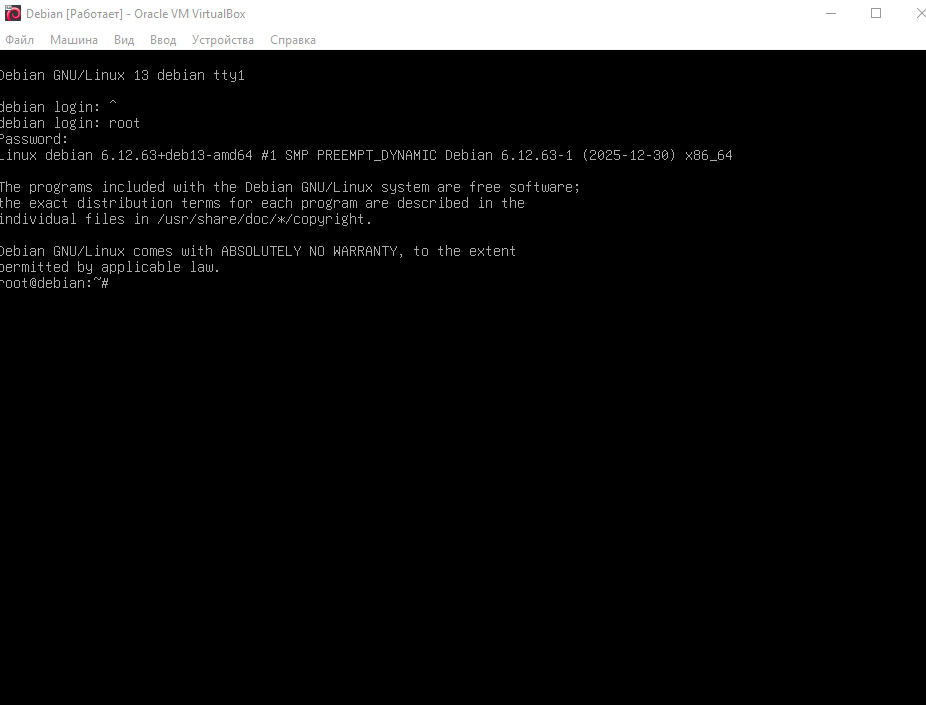 Debian [Работает] - Oracle VM VirtualBox
Файл Машина Вид Ввод Устройства Справка
Debian GNU/Linux 13 debian tty1
debian login: ^
debian login: root
Password:
Linux debian 6.12.63+deb13-amd64 #1 SMP PREEMPT_DYNAMIC Debian 6.12.63-1 (2025-12-30) x86_64
The programs included with the Debian GNU/Linux system are free software;
the exact distribution terms for each program are described in the
individual files in /usr/share/doc/*/copyright.
Debian GNU/Linux comes with ABSOLUTELY NO WARRANTY, to the extent
permitted by applicable law.
root@debian:~#